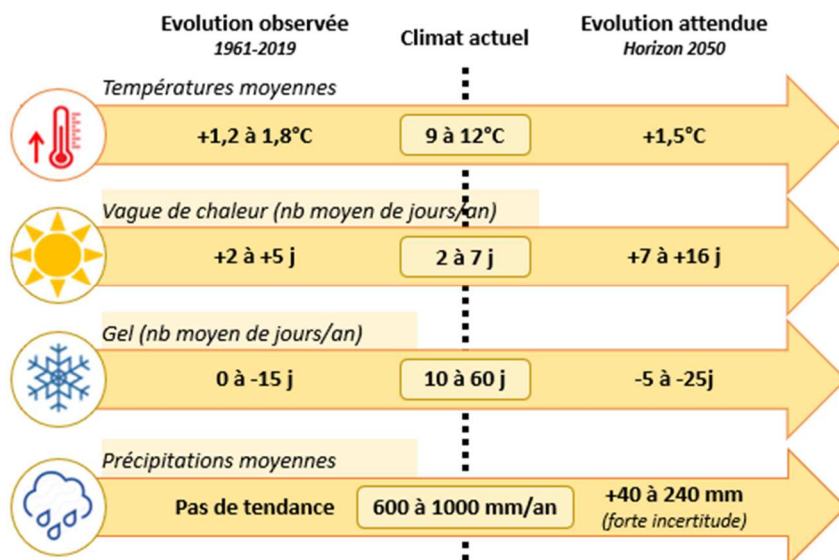 Evolution observée
1961-2019
Climat actuel
Evolution attendue
Horizon 2050
Températures moyennes
+1,2 à 1,8°C
9 à 12°C
+1,5°C
Vague de chaleur (nb moyen de jours/an)
+2 à +5 j
2 à 7 j
+7 à +16 j
Gel (nb moyen de jours/an)
0 à -15 j
10 à 60 j
-5 à -25j
Précipitations moyennes
Pas de tendance
600 à 1000 mm/an
+40 à 240 mm
(forte incertitude)